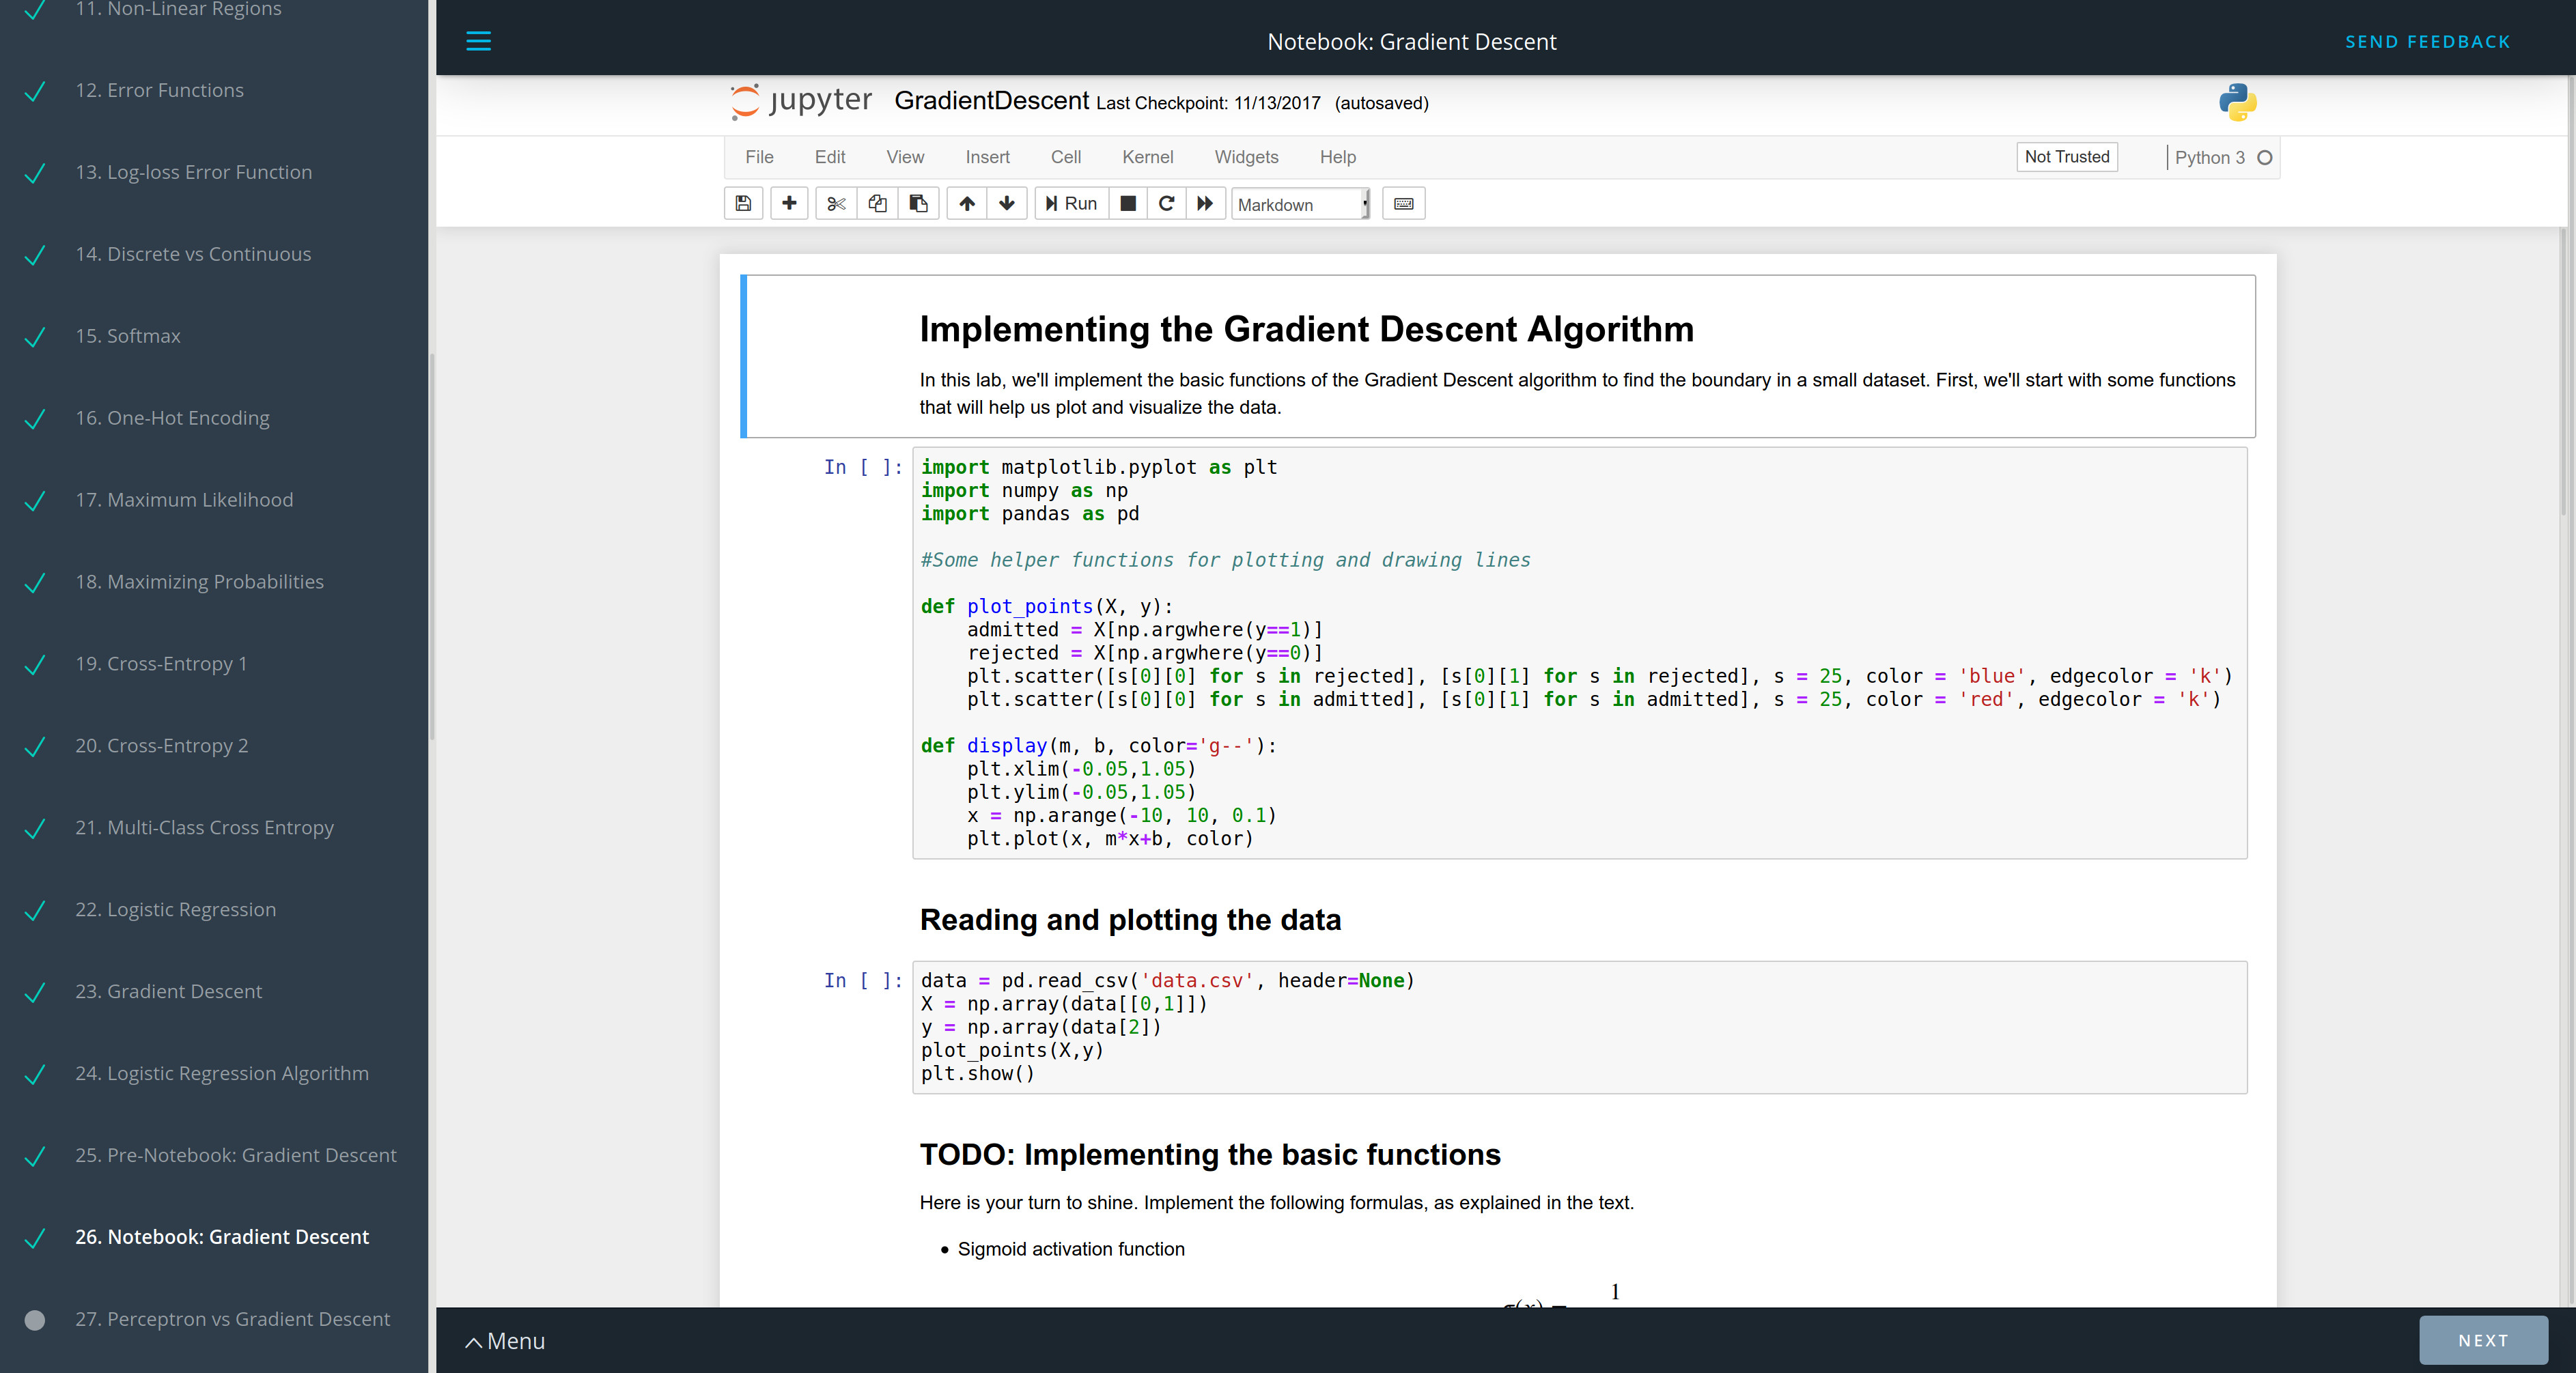 11. Non-Linear Regions
12. Error Functions
13. Log-loss Error Function
14. Discrete vs Continuous
15. Softmax
16. One-Hot Encoding
17. Maximum Likelihood
18. Maximizing Probabilities
19. Cross-Entropy 1
20. Cross-Entropy 2
21. Multi-Class Cross Entropy
22. Logistic Regression
23. Gradient Descent
24. Logistic Regression Algorithm
25. Pre-Notebook: Gradient Descent
26. Notebook: Gradient Descent
27. Perceptron vs Gradient Descent
Notebook: Gradient Descent
SEND FEEDBACK
jupyter GradientDescent Last Checkpoint: 11/13/2017 (autosaved)
File Edit View Insert Cell Kernel Widgets Help
Not Trusted
Python 3
Run
Markdown
Implementing the Gradient Descent Algorithm
In this lab, we'll implement the basic functions of the Gradient Descent algorithm to find the boundary in a small dataset. First, we'll start with some functions
that will help us plot and visualize the data.
In [ ]:
import matplotlib.pyplot as plt
import numpy as np
import pandas as pd
#Some helper functions for plotting and drawing lines
def plot_points(X, y):
    admitted = X[np.argwhere(y==1)]
    rejected = X[np.argwhere(y==0)]
    plt.scatter([s[0][0] for s in rejected], [s[0][1] for s in rejected], s = 25, color = 'blue', edgecolor = 'k')
    plt.scatter([s[0][0] for s in admitted], [s[0][1] for s in admitted], s = 25, color = 'red', edgecolor = 'k')
def display(m, b, color='g--'):
    plt.xlim(-0.05,1.05)
    plt.ylim(-0.05,1.05)
    x = np.arange(-10, 10, 0.1)
    plt.plot(x, m*x+b, color)
Reading and plotting the data
In [ ]:
data = pd.read_csv('data.csv', header=None)
X = np.array(data[[0,1]])
y = np.array(data[2])
plot_points(X,y)
plt.show()
TODO: Implementing the basic functions
Here is your turn to shine. Implement the following formulas, as explained in the text.
• Sigmoid activation function
1
σ(x) =
Menu
NEXT